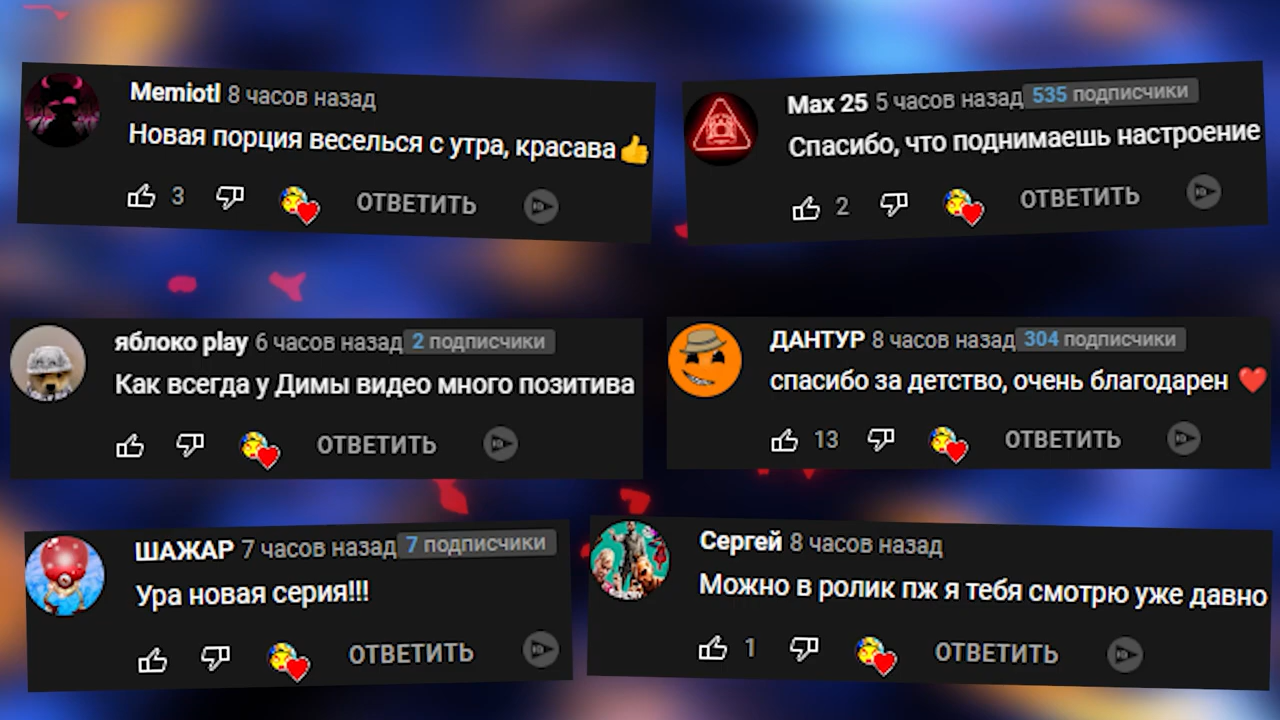 Memiotl 8 часов назад
Новая порция веселься с утра, красава👍
3 ОТВЕТИТЬ
Max 25 5 часов назад 535 подписчики
Спасибо, что поднимаешь настроение
2 ОТВЕТИТЬ
яблоко play 6 часов назад 2 подписчики
Как всегда у Димы видео много позитива
ОТВЕТИТЬ
ДАНТУР 8 часов назад 304 подписчики
спасибо за детство, очень благодарен ❤️
13 ОТВЕТИТЬ
ШАЖАР 7 часов назад 7 подписчики
Ура новая серия!!!
ОТВЕТИТЬ
Сергей 8 часов назад
Можно в ролик пж я тебя смотрю уже давно
1 ОТВЕТИТЬ